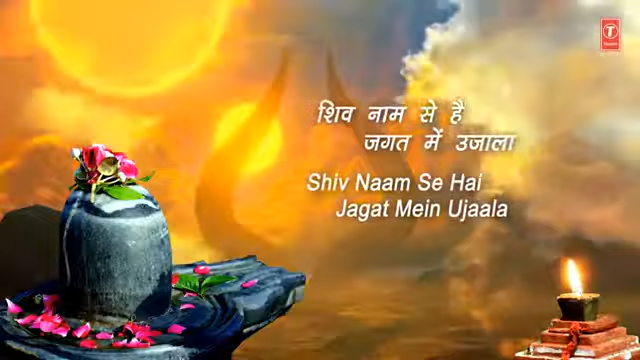 शिव नाम से है
जगत में उजाला
Shiv Naam Se Hai
Jagat Mein Ujaala